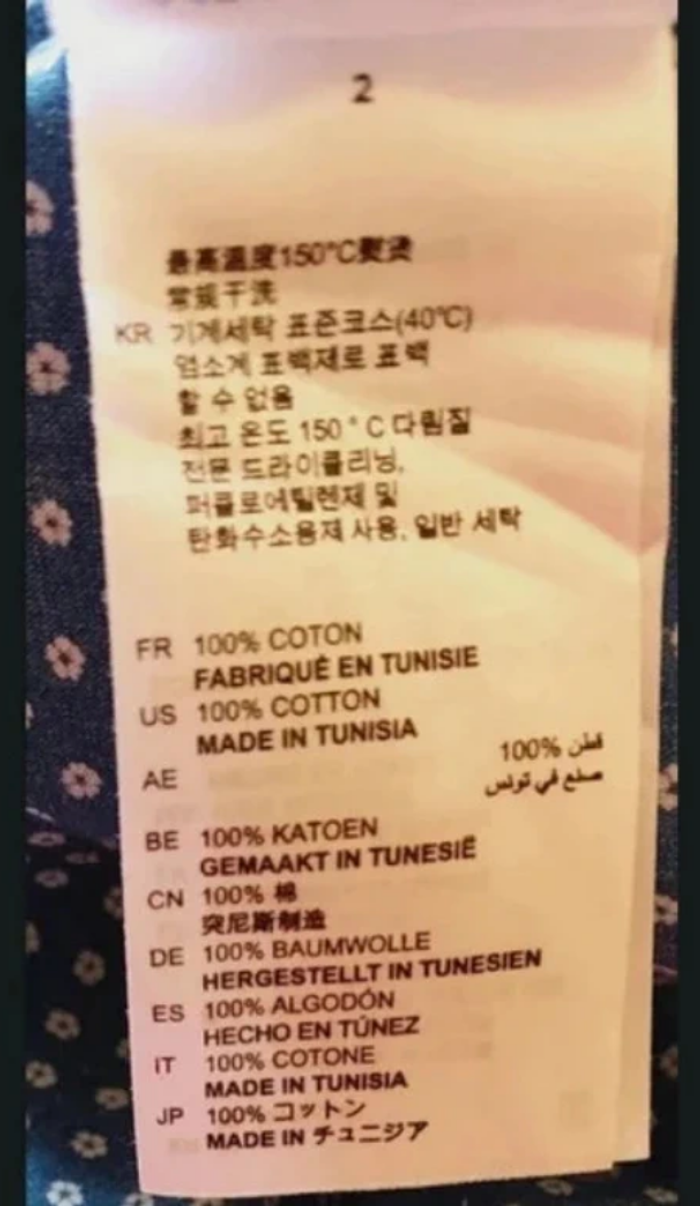 2
最高温度150°C熨烫
常规干洗
KR 기계세탁 표준코스(40℃)
염소계 표백제로 표백
할 수 없음
최고 온도 150 ° C 다림질
전문 드라이클리닝,
퍼클로에틸렌제 및
탄화수소용제 사용, 일반 세탁
FR 100% COTON
FABRIQUÉ EN TUNISIE
US 100% COTTON
MADE IN TUNISIA
AE قطن %100
صنع في تونس
BE 100% KATOEN
GEMAAKT IN TUNESIË
CN 100% 棉
突尼斯制造
DE 100% BAUMWOLLE
HERGESTELLT IN TUNESIEN
ES 100% ALGODÓN
HECHO EN TÚNEZ
IT 100% COTONE
MADE IN TUNISIA
JP 100% コットン
MADE IN チュニジア